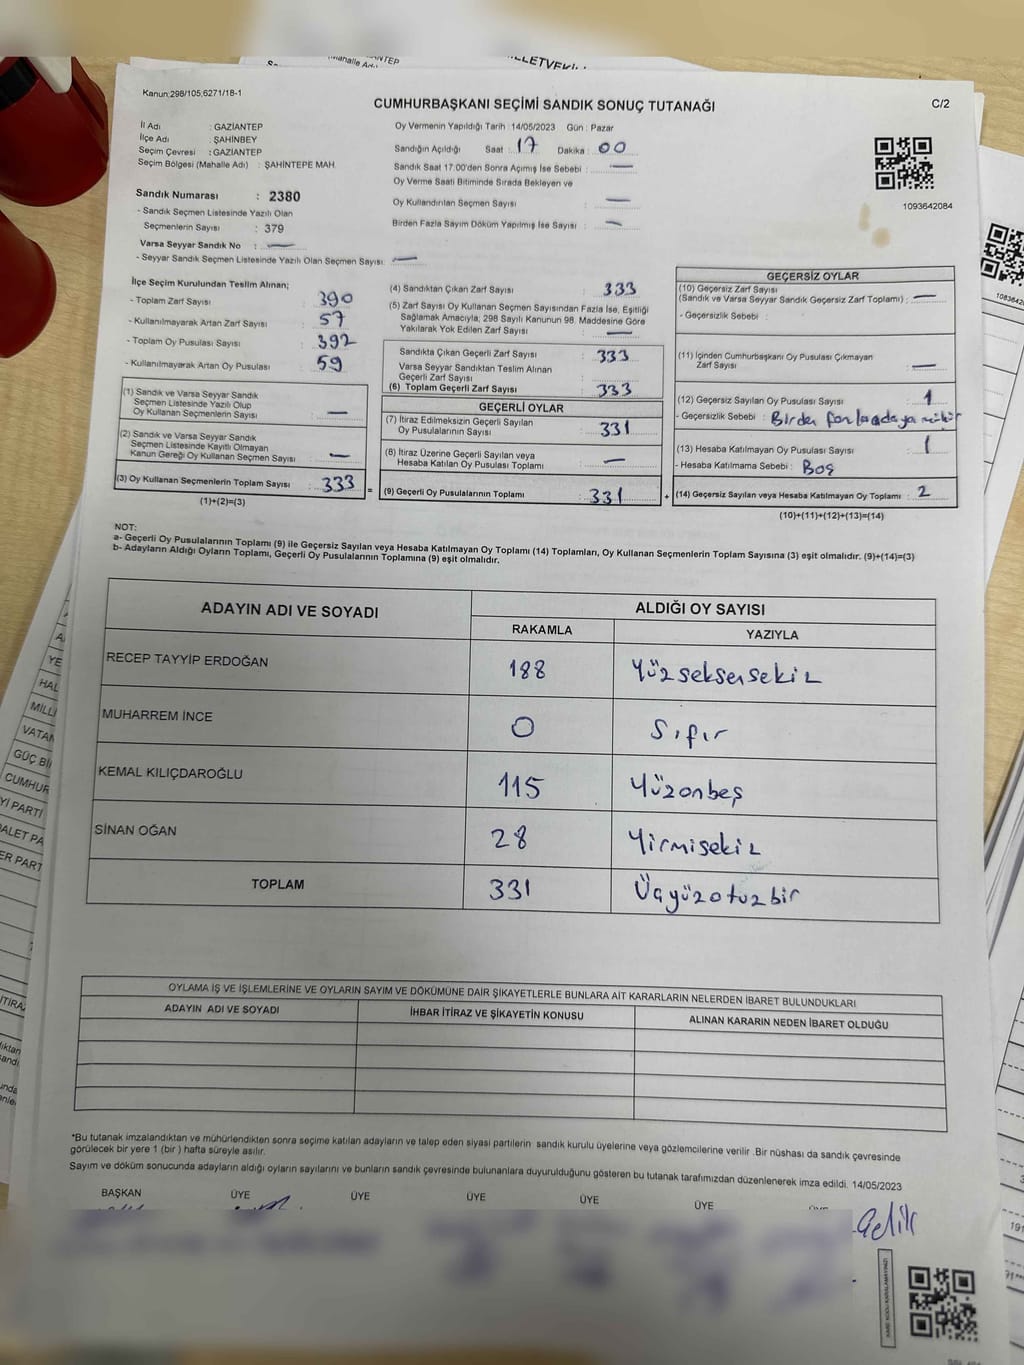 Kanun;298/105,6271/18-1
CUMHURBAŞKANI SEÇİMİ SANDIK SONUÇ TUTANAĞI
C/2
İl Adı : GAZİANTEP
İlçe Adı : ŞAHİNBEY
Seçim Çevresi : GAZİANTEP
Seçim Bölgesi (Mahalle Adı) : ŞAHİNTEPE MAH.
Oy Vermenin Yapıldığı Tarih :14/05/2023 Gün : Pazar
Sandığın Açıldığı Saat : 17 Dakika : 00
Sandık Saat 17:00'den Sonra Açımış İse Sebebi : —
Oy Verme Saati Bitiminde Sırada Bekleyen ve
Oy Kullandırılan Seçmen Sayısı : —
Birden Fazla Sayım Döküm Yapılmış İse Sayısı : —
1093642084
Sandık Numarası : 2380
- Sandık Seçmen Listesinde Yazılı Olan
Seçmenlerin Sayısı : 379
Varsa Seyyar Sandık No : —
- Seyyar Sandık Seçmen Listesinde Yazılı Olan Seçmen Sayısı: —
İlçe Seçim Kurulundan Teslim Alınan;
- Toplam Zarf Sayısı : 390
- Kullanılmayarak Artan Zarf Sayısı : 57
- Toplam Oy Pusulası Sayısı : 392
- Kullanılmayarak Artan Oy Pusulası : 59
(1) Sandık ve Varsa Seyyar Sandık
Seçmen Listesinde Yazılı Olup
Oy Kullanan Seçmenlerin Sayısı : —
(2) Sandık ve Varsa Seyyar Sandık
Seçmen Listesinde Kayıtlı Olmayan
Kanun Gereği Oy Kullanan Seçmen Sayısı : —
(3) Oy Kullanan Seçmenlerin Toplam Sayısı : 333
(1)+(2)=(3)
(4) Sandıktan Çıkan Zarf Sayısı : 333
(5) Zarf Sayısı Oy Kullanan Seçmen Sayısından Fazla İse, Eşitliği
Sağlamak Amacıyla; 298 Sayılı Kanunun 98. Maddesine Göre
Yakılarak Yok Edilen Zarf Sayısı : —
Sandıkta Çıkan Geçerli Zarf Sayısı : 333
Varsa Seyyar Sandıktan Teslim Alınan
Geçerli Zarf Sayısı :
(6) Toplam Geçerli Zarf Sayısı : 333
GEÇERLİ OYLAR
(7) İtiraz Edilmeksizin Geçerli Sayılan
Oy Pusulalarının Sayısı : 331
(8) İtiraz Üzerine Geçerli Sayılan veya
Hesaba Katılan Oy Pusulası Toplamı : —
= (9) Geçerli Oy Pusulalarının Toplamı : 331
GEÇERSİZ OYLAR
(10) Geçersiz Zarf Sayısı
(Sandık ve Varsa Seyyar Sandık Geçersiz Zarf Toplamı) : —
- Geçersizlik Sebebi :
(11) İçinden Cumhurbaşkanı Oy Pusulası Çıkmayan
Zarf Sayısı : —
(12) Geçersiz Sayılan Oy Pusulası Sayısı : 1
- Geçersizlik Sebebi : Birden
(13) Hesaba Katılmayan Oy Pusulası Sayısı : 1
- Hesaba Katılmama Sebebi : Boş
+ (14) Geçersiz Sayılan veya Hesaba Katılmayan Oy Toplamı : 2
(10)+(11)+(12)+(13)=(14)
NOT:
a- Geçerli Oy Pusulalarının Toplamı (9) ile Geçersiz Sayılan veya Hesaba Katılmayan Oy Toplamı (14) Toplamları, Oy Kullanan Seçmenlerin Toplam Sayısına (3) eşit olmalıdır. (9)+(14)=(3)
b- Adayların Aldığı Oyların Toplamı, Geçerli Oy Pusulalarının Toplamına (9) eşit olmalıdır.
ADAYIN ADI VE SOYADI
ALDIĞI OY SAYISI
RAKAMLA YAZIYLA
RECEP TAYYİP ERDOĞAN 188 Yüzseksensekiz
MUHARREM İNCE 0 Sıfır
KEMAL KILIÇDAROĞLU 115 Yüzonbeş
SİNAN OĞAN 28 Yirmisekiz
TOPLAM 331 Üçyüzotuzbir
OYLAMA İŞ VE İŞLEMLERİNE VE OYLARIN SAYIM VE DÖKÜMÜNE DAİR ŞİKAYETLERLE BUNLARA AİT KARARLARIN NELERDEN İBARET BULUNDUKLARI
ADAYIN ADI VE SOYADI İHBAR İTİRAZ VE ŞİKAYETİN KONUSU ALINAN KARARIN NEDEN İBARET OLDUĞU
*Bu tutanak imzalandıktan ve mühürlendikten sonra seçime katılan adayların ve talep eden siyasi partilerin sandık kurulu üyelerine veya gözlemcilerine verilir .Bir nüshası da sandık çevresinde
görülecek bir yere 1 (bir ) hafta süreyle asılır.
Sayım ve döküm sonucunda adayların aldığı oyların sayılarını ve bunların sandık çevresinde bulunanlara duyurulduğunu gösteren bu tutanak tarafımızdan düzenlenerek imza edildi. 14/05/2023
BAŞKAN ÜYE ÜYE ÜYE ÜYE ÜYE